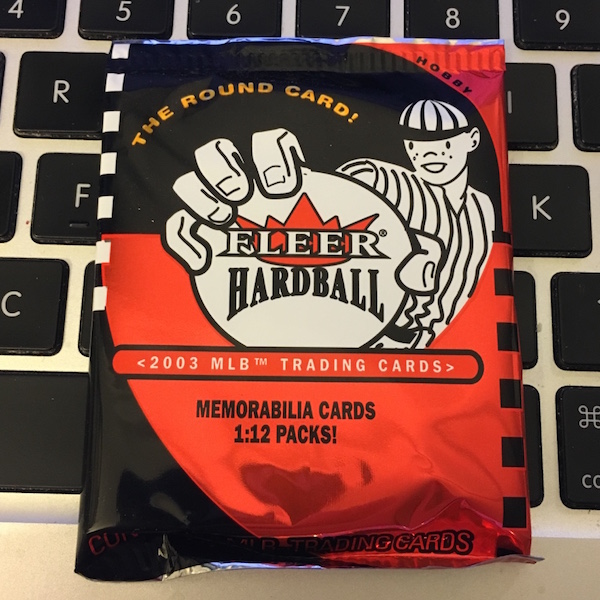 4 5 6 7 8 9
HOBBY
THE ROUND CARD!
R
F
K
FLEER®
HARDBALL
C
<2003 MLB™ TRADING CARDS>
MEMORABILIA CARDS
1:12 PACKS!
⌘
MLB TRADING CARDS